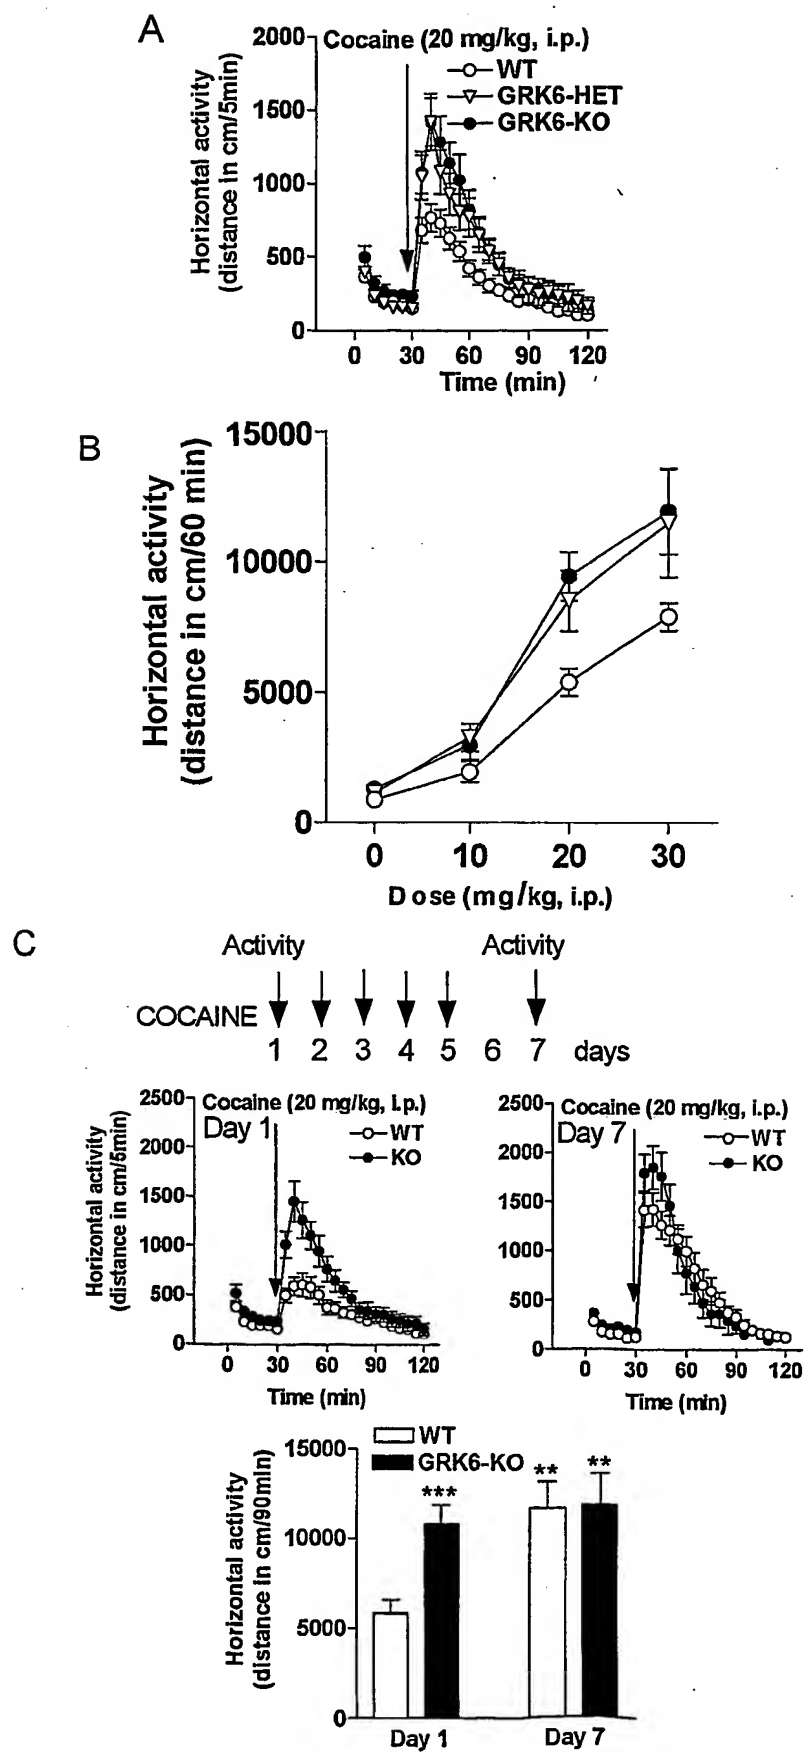 A
Cocaine (20 mg/kg, i.p.)
WT
GRK6-HET
GRK6-KO
Horizontal activity
(distance in cm/5min)
2000
1500
1000
500
0
0 30 60 90 120
Time (min)
B
Horizontal activity
(distance in cm/60 min)
15000
10000
5000
0
0 10 20 30
Dose (mg/kg, i.p.)
C
Activity Activity
COCAINE
1 2 3 4 5 6 7 days
Horizontal activity
(distance in cm/5min)
2500
2000
1500
1000
500
0
Cocaine (20 mg/kg, i.p.)
Day 1
WT
KO
0 30 60 90 120
Time (min)
2500
2000
1500
1000
500
0
Cocaine (20 mg/kg, i.p.)
Day 7
WT
KO
0 30 60 90 120
Time (min)
Horizontal activity
(distance in cm/90min)
15000
10000
5000
0
WT
GRK6-KO
*** ** **
Day 1 Day 7